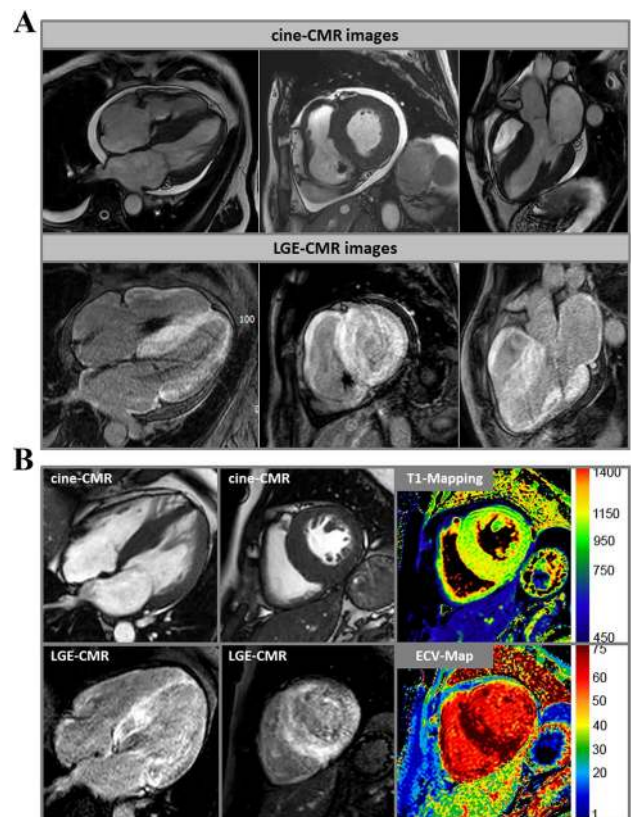 A
cine-CMR images
LGE-CMR images
100
B
cine-CMR
cine-CMR
T1-Mapping
1400
1150
950
750
450
LGE-CMR
LGE-CMR
ECV-Map
75
60
50
40
30
20
1